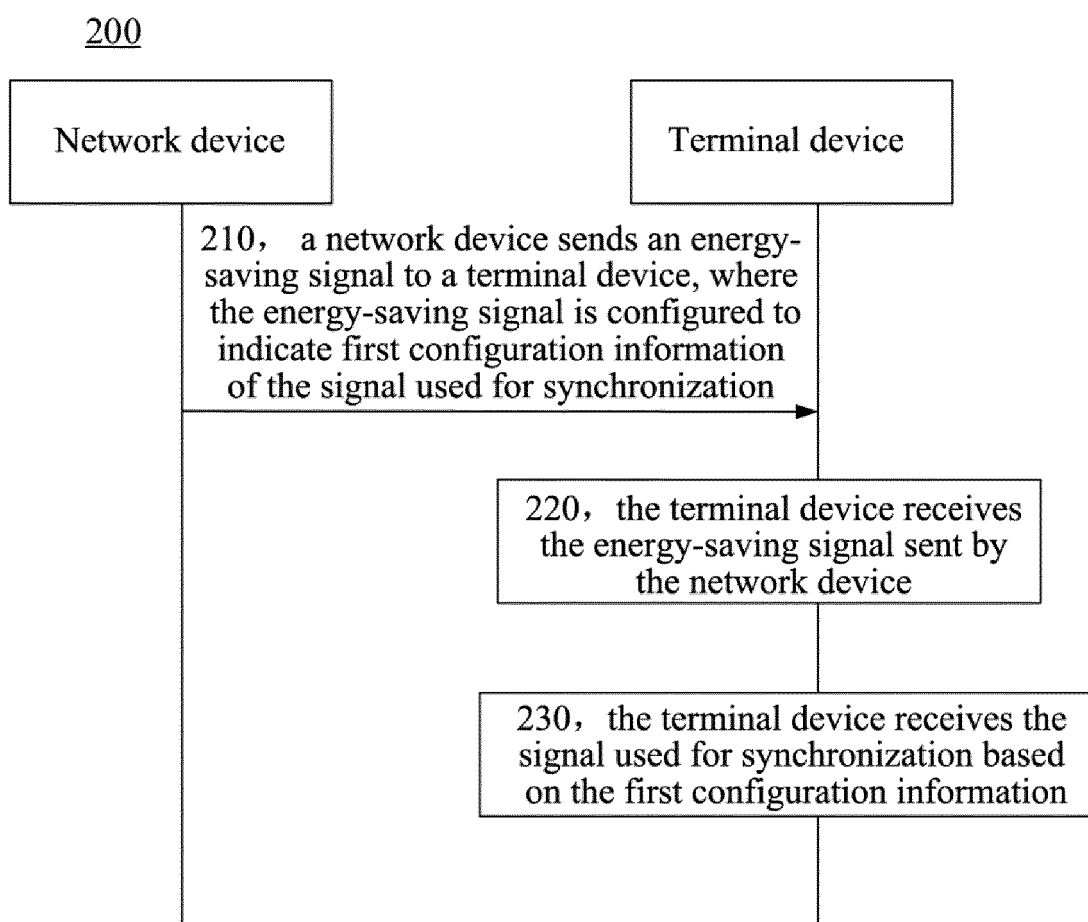 200
Network device
Terminal device
210， a network device sends an energy-
saving signal to a terminal device, where
the energy-saving signal is configured to
indicate first configuration information
of the signal used for synchronization
220， the terminal device receives
the energy-saving signal sent by
the network device
230， the terminal device receives the
signal used for synchronization based
on the first configuration information